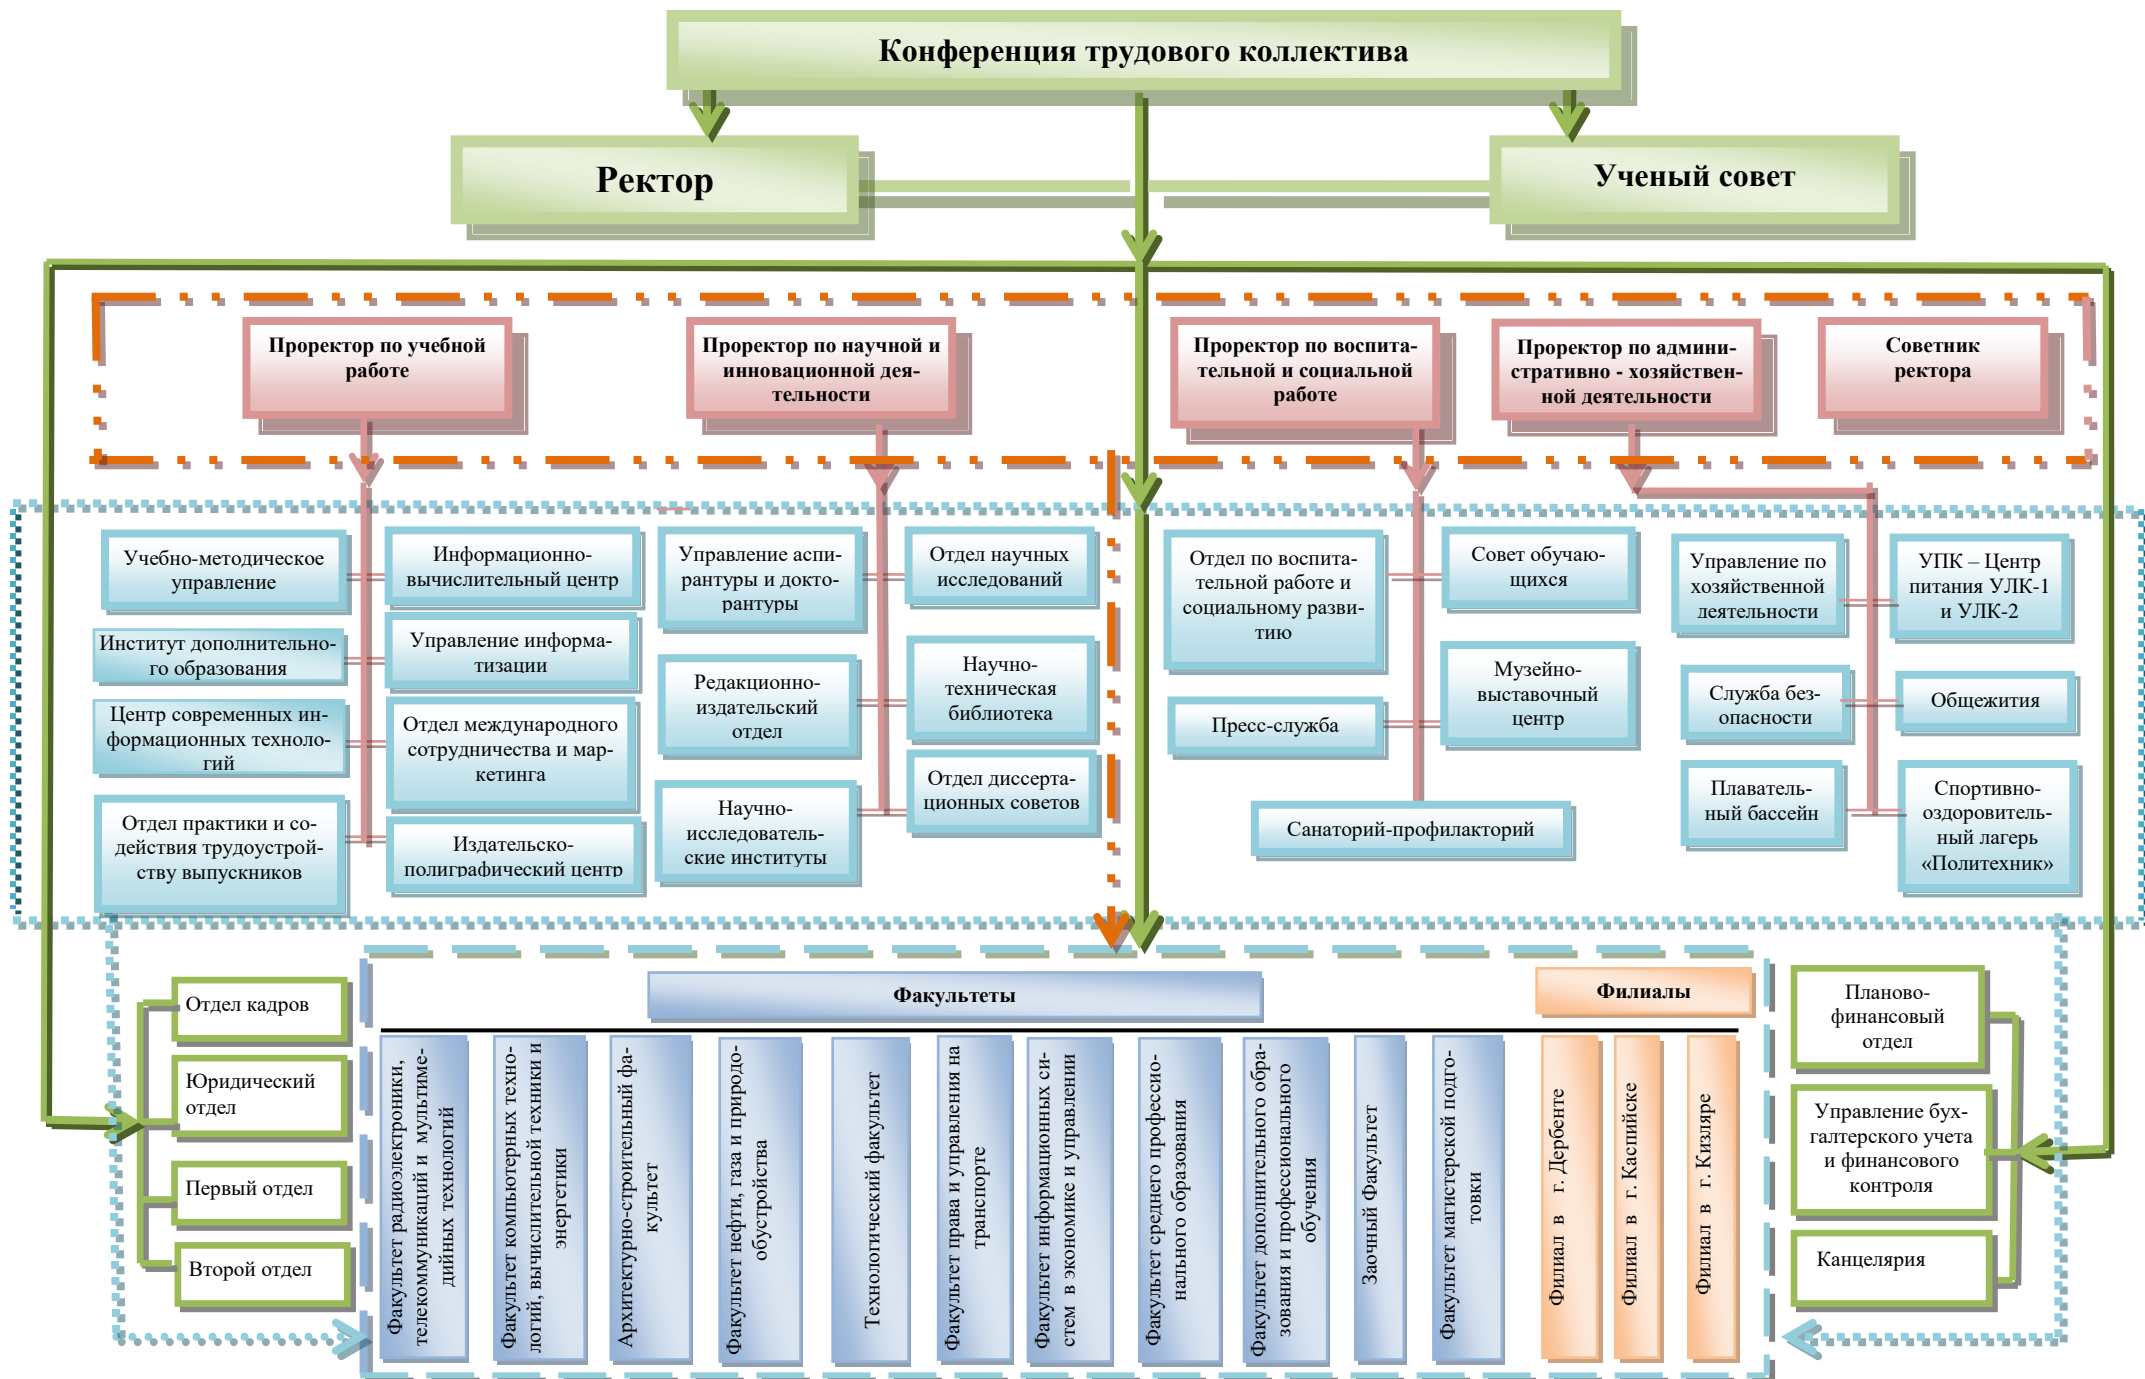 Конференция трудового коллектива
Ректор
Ученый совет
Проректор по учебной
работе
Проректор по научной и
инновационной дея-
тельности
Проректор по воспита-
тельной и социальной
работе
Проректор по админи-
стративно - хозяйствен-
ной деятельности
Советник
ректора
Учебно-методическое
управление
Информационно-
вычислительный центр
Институт дополнительно-
го образования
Управление информа-
тизации
Центр современных ин-
формационных техноло-
гий
Отдел международного
сотрудничества и мар-
кетинга
Отдел практики и со-
действия трудоустрой-
ству выпускников
Издательско-
полиграфический центр
Управление аспи-
рантуры и докто-
рантуры
Отдел научных
исследований
Редакционно-
издательский
отдел
Научно-
техническая
библиотека
Научно-
исследователь-
ские институты
Отдел диссерта-
ционных советов
Отдел по воспита-
тельной работе и
социальному разви-
тию
Совет обучаю-
щихся
Пресс-служба
Музейно-
выставочный
центр
Санаторий-профилакторий
Управление по
хозяйственной
деятельности
УПК – Центр
питания УЛК-1
и УЛК-2
Служба без-
опасности
Общежития
Плаватель-
ный бассейн
Спортивно-
оздоровитель-
ный лагерь
«Политехник»
Отдел кадров
Юридический
отдел
Первый отдел
Второй отдел
Факультеты
Филиалы
Факультет радиоэлектроники,
телекоммуникаций и мультиме-
дийных технологий
Факультет компьютерных техно-
логий, вычислительной техники и
энергетики
Архитектурно-строительный фа-
культет
Факультет нефти, газа и природо-
обустройства
Технологический факультет
Факультет права и управления на
транспорте
Факультет информационных си-
стем в экономике и управлении
Факультет среднего профессио-
нального образования
Факультет дополнительного обра-
зования и профессионального
обучения
Заочный Факультет
Факультет магистерской подго-
товки
Филиал в г. Дербенте
Филиал в г. Каспийске
Филиал в г. Кизляре
Планово-
финансовый
отдел
Управление бух-
галтерского учета
и финансового
контроля
Канцелярия